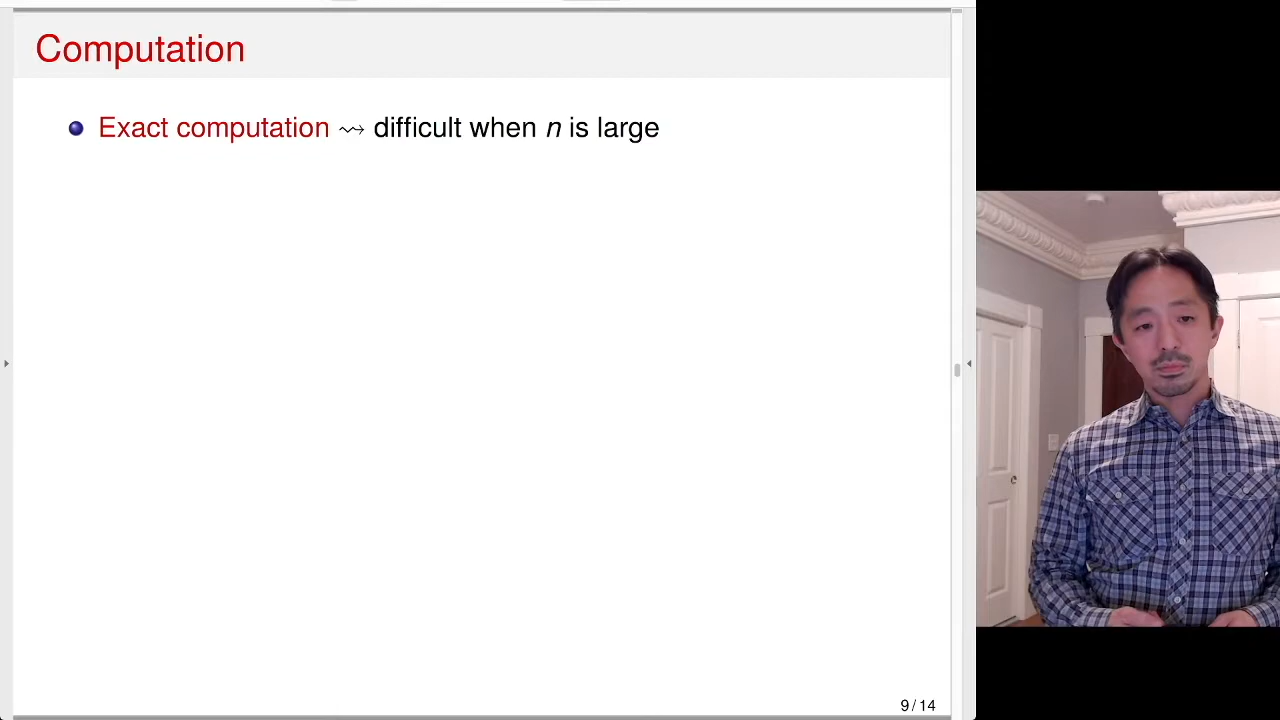 Computation
Exact computation ⇝ difficult when n is large
9 / 14